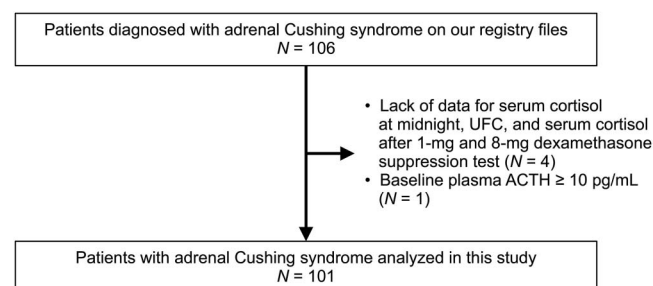 Patients diagnosed with adrenal Cushing syndrome on our registry files
N = 106
• Lack of data for serum cortisol
at midnight, UFC, and serum cortisol
after 1-mg and 8-mg dexamethasone
suppression test (N = 4)
• Baseline plasma ACTH ≥ 10 pg/mL
(N = 1)
Patients with adrenal Cushing syndrome analyzed in this study
N = 101